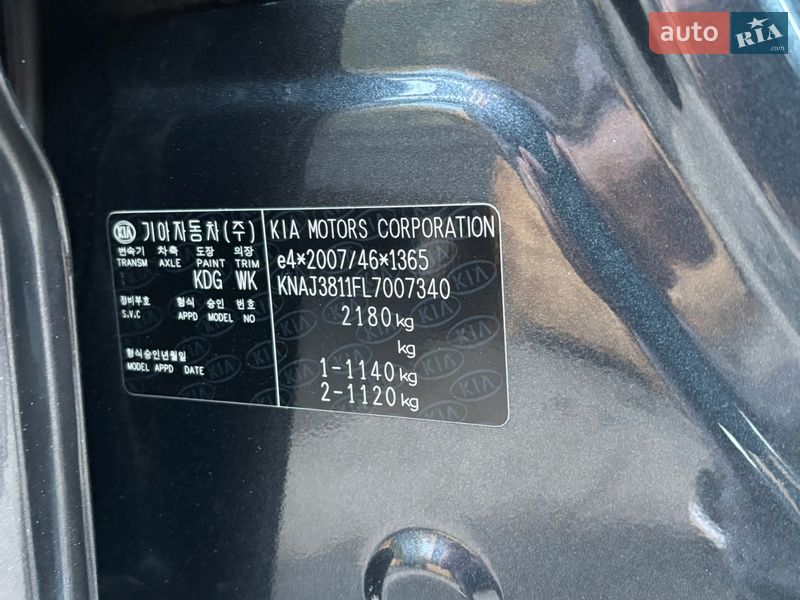 auto RIA .com
KIA 기아자동차(주)
변속기 차축 도장 의장
TRANSM AXLE PAINT TRIM
KDG WK
정비부호 형식 승인 번호
S.V.C APPD MODEL NO
형식승인년월일
MODEL APPD DATE
KIA MOTORS CORPORATION
e4*2007/46*1365
KNAJ3811FL7007340
2180 kg
kg
1-1140 kg
2-1120 kg